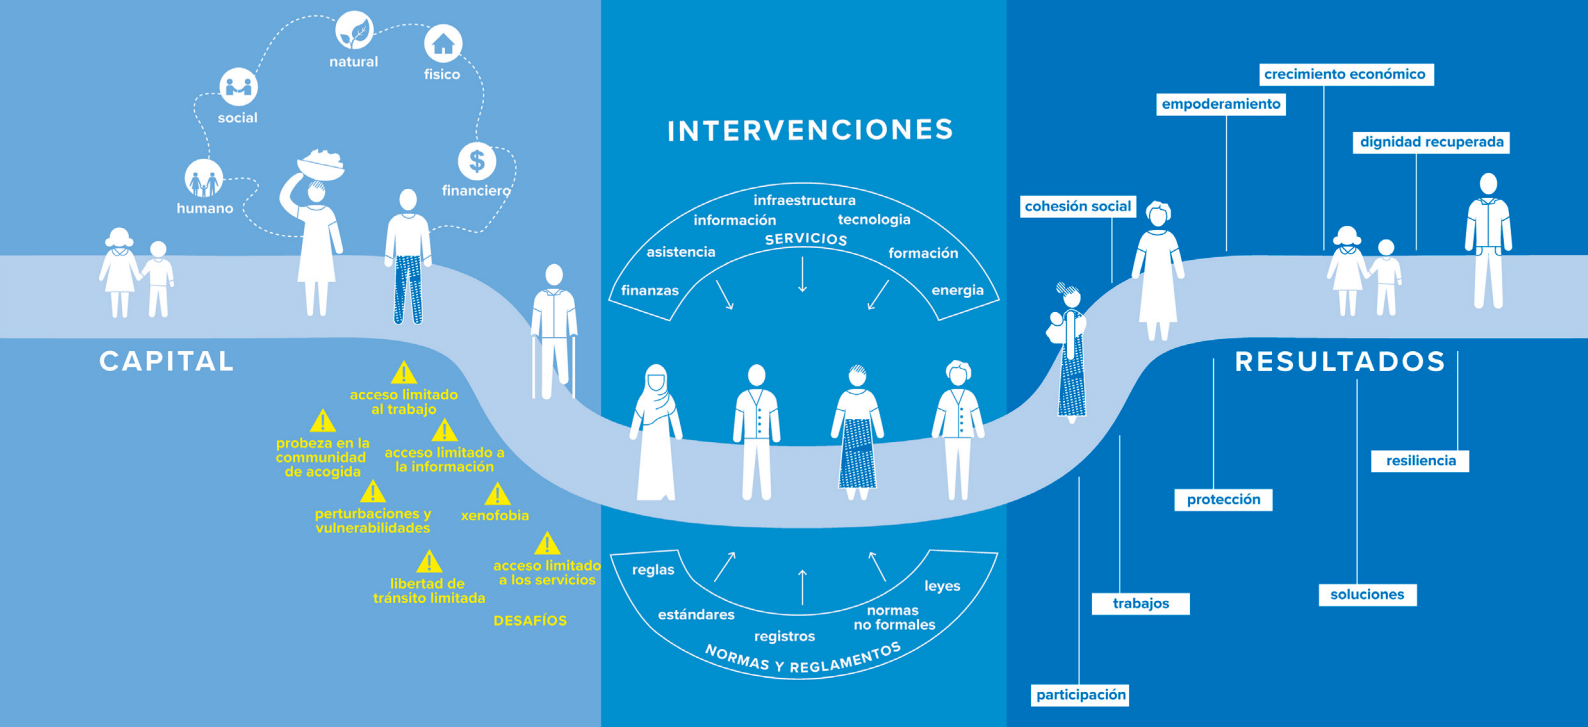 natural
fisico
social
financiero
humano
CAPITAL
acceso limitado
al trabajo
probeza en la
communidad
de acogida
acceso limitado a
la información
perturbaciones y
vulnerabilidades
xenofobia
acceso limitado
a los servicios
libertad de
tránsito limitada
DESAFÍOS
INTERVENCIONES
infraestructura
información
tecnologia
SERVICIOS
asistencia
formación
finanzas
energia
reglas
leyes
estándares
normas
no formales
registros
NORMAS Y REGLAMENTOS
crecimiento económico
empoderamiento
dignidad recuperada
cohesión social
RESULTADOS
resiliencia
protección
soluciones
trabajos
participación